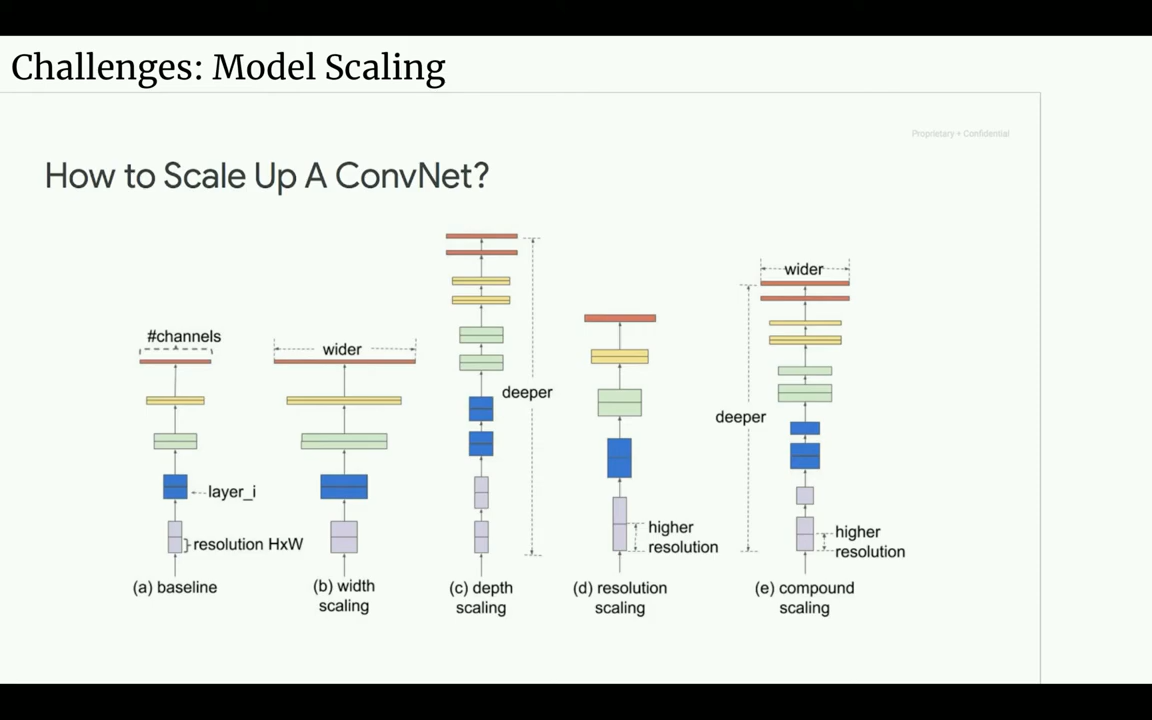 Challenges: Model Scaling
Proprietary + Confidential
How to Scale Up A ConvNet?
#channels
layer_i
resolution HxW
(a) baseline
wider
(b) width
scaling
deeper
(c) depth
scaling
higher
resolution
(d) resolution
scaling
wider
deeper
higher
resolution
(e) compound
scaling